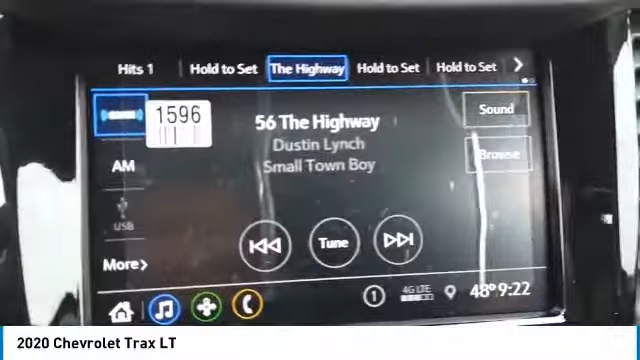 Hits 1 Hold to Set The Highway Hold to Set Hold to Set
1596
56 The Highway
Sound
Dustin Lynch
Browse
AM
Small Town Boy
USB
Tune
More
1 4G LTE 48° 9:22
2020 Chevrolet Trax LT